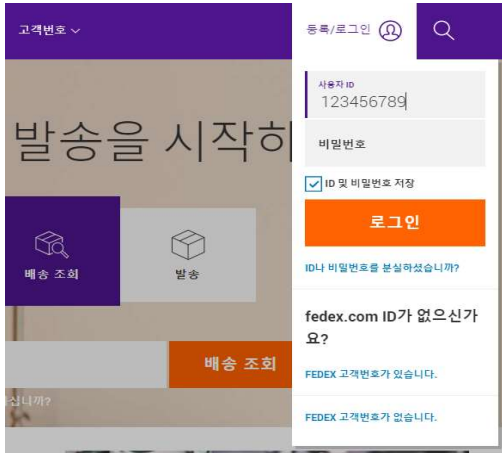 고객번호
등록/로그인
사용자 ID
123456789
비밀번호
ID 및 비밀번호 저장
로그인
ID나 비밀번호를 분실하셨습니까?
fedex.com ID가 없으신가
요?
FEDEX 고객번호가 있습니다.
FEDEX 고객번호가 없습니다.
발송을 시작하
배송 조회
발송
배송 조회
십니까?